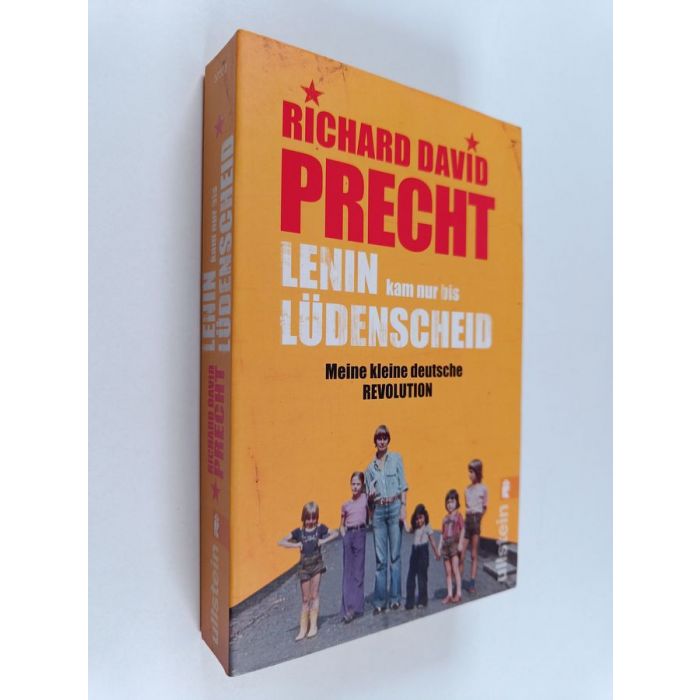 RICHARD DAVID
PRECHT
LENIN kam nur bis
LÜDENSCHEID
Meine kleine deutsche
REVOLUTION
ullstein
RICHARD DAVID
PRECHT
LENIN kam nur bis
LÜDENSCHEID
ullstein